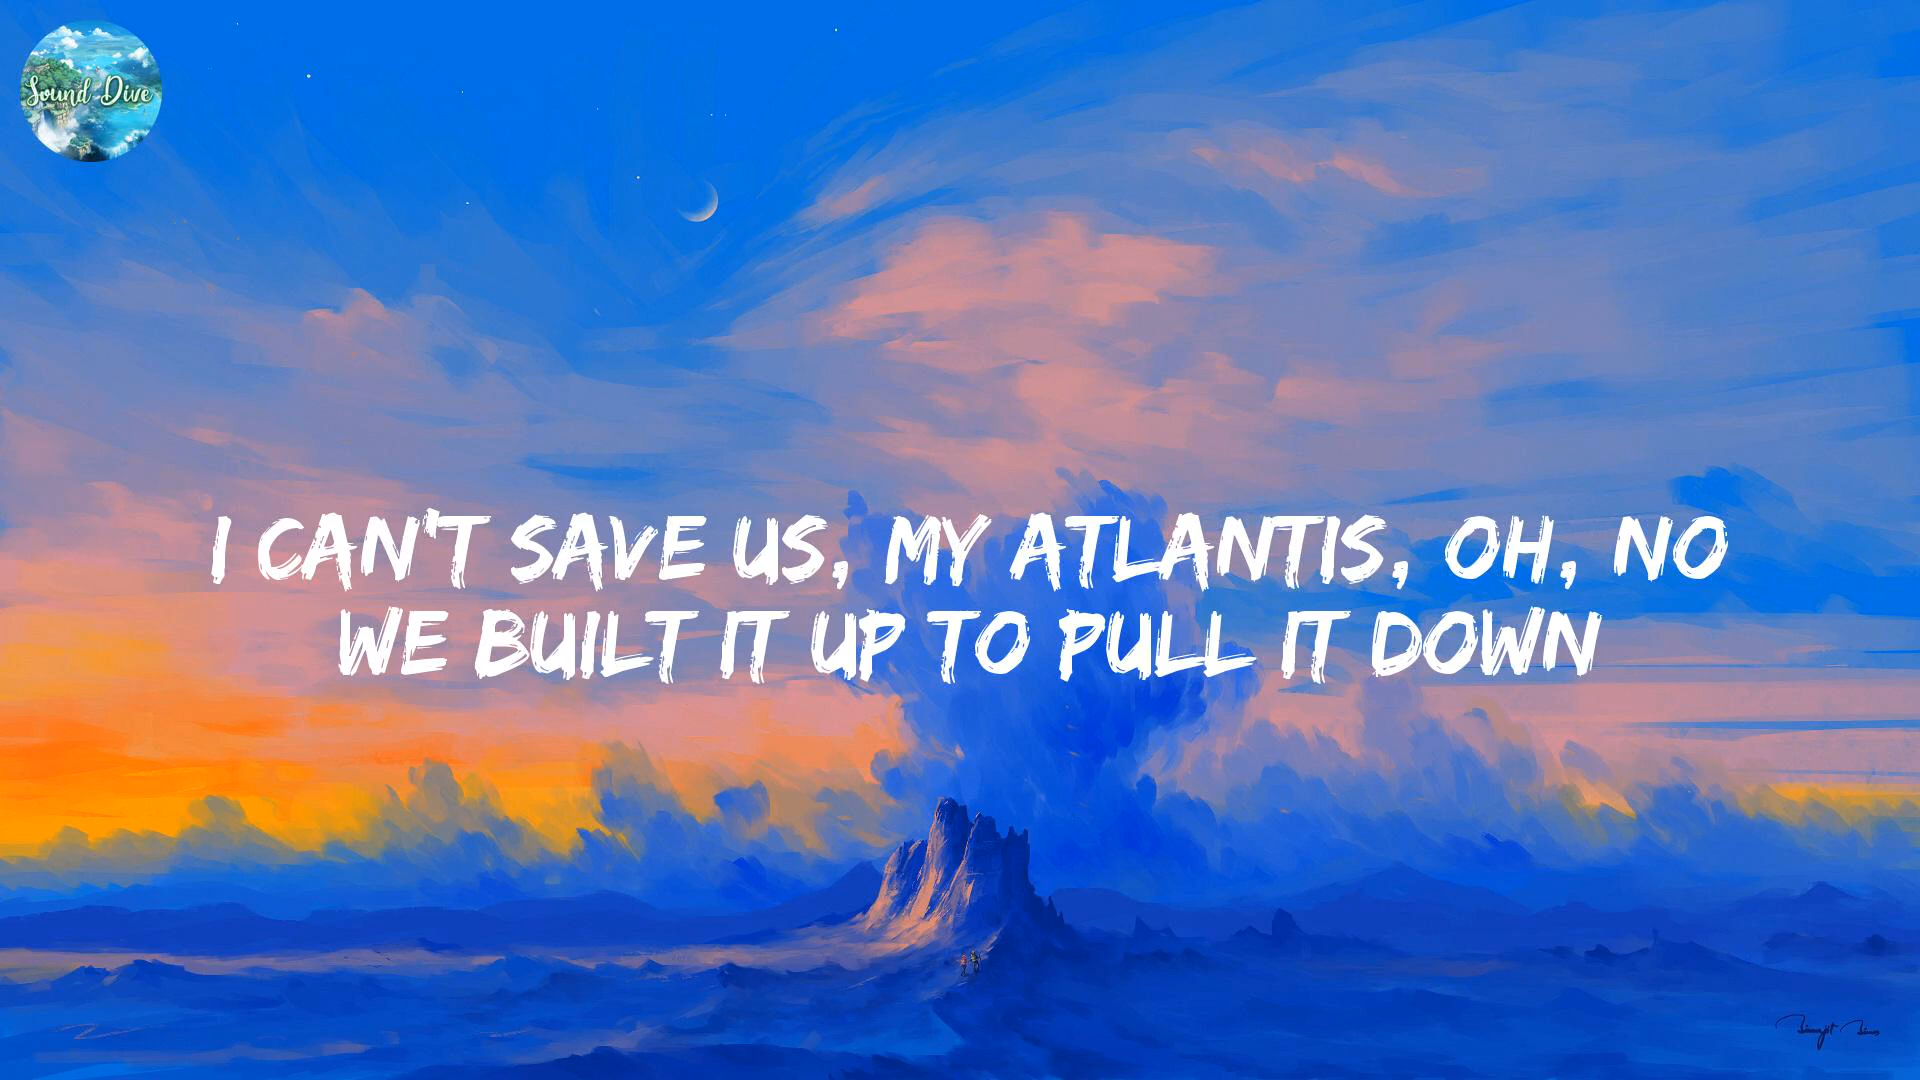 Sound Dive
I CAN'T SAVE US, MY ATLANTIS, OH, NO
WE BUILT IT UP TO PULL IT DOWN